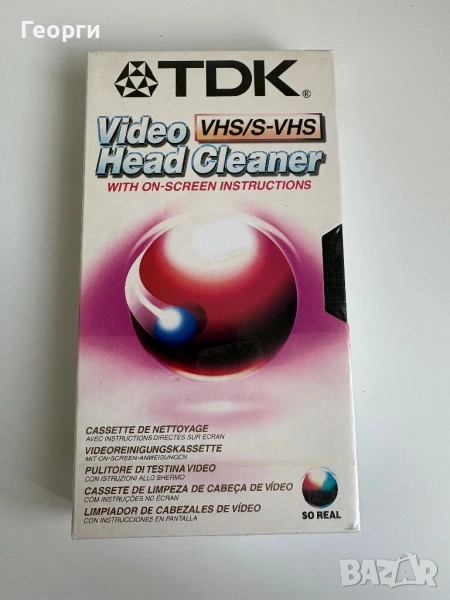 Георги
TDK®
Video VHS/S-VHS
Head Cleaner
WITH ON-SCREEN INSTRUCTIONS
CASSETTE DE NETTOYAGE
AVEC INSTRUCTIONS DIRECTES SUR ECRAN
VIDEOREINIGUNGSKASSETTE
MIT ON-SCREEN-ANWEISUNGEN
PULITORE DI TESTINA VIDEO
CON ISTRUZIONI ALLO SHERMO
CASSETE DE LIMPEZA DE CABEÇA DE VÍDEO
COM INSTRUÇÕES NO ECRAN
LIMPIADOR DE CABEZALES DE VÍDEO
CON INSTRUCCIONES EN PANTALLA
SO REAL
BAZAR